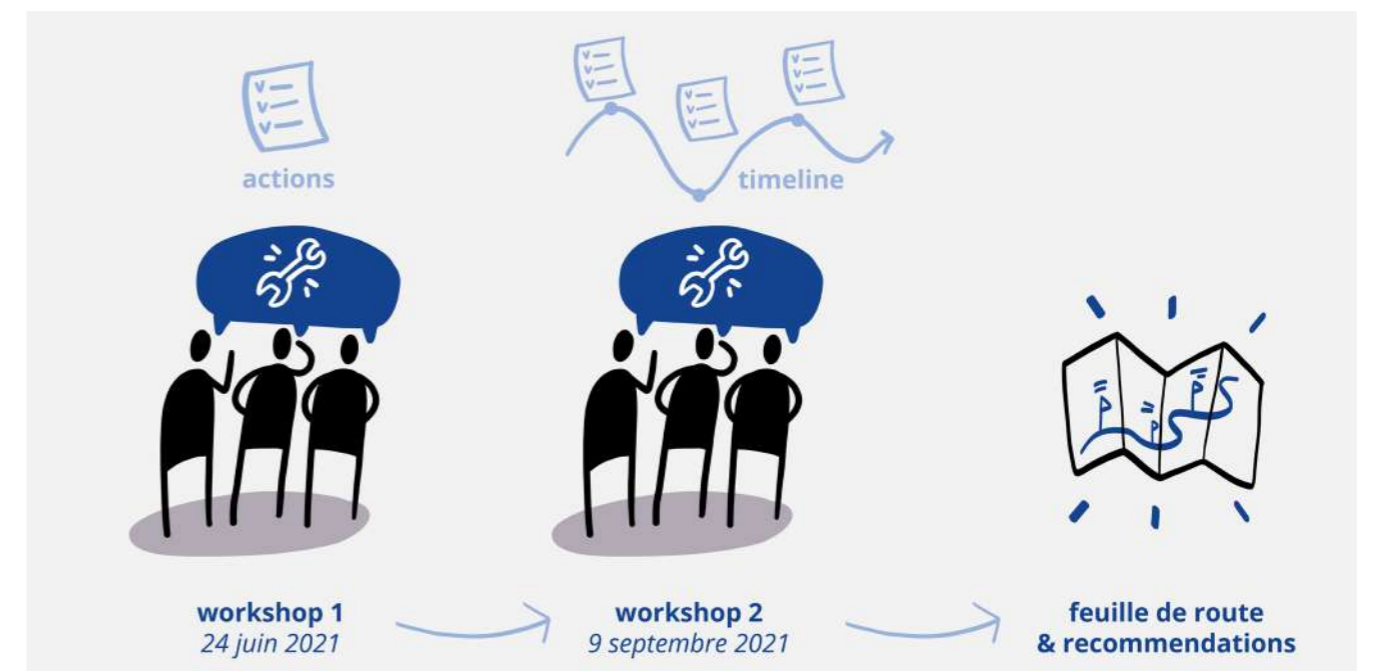 actions
timeline
workshop 1
24 juin 2021
workshop 2
9 septembre 2021
feuille de route
& recommendations